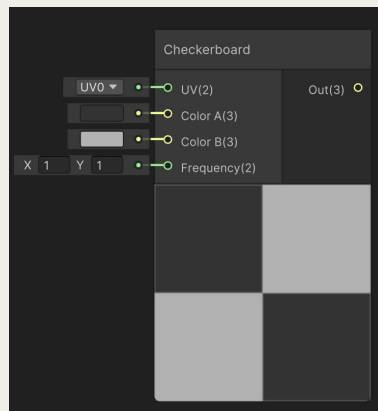 Checkerboard
UV0 UV(2) Out(3)
Color A(3)
Color B(3)
X 1 Y 1 Frequency(2)